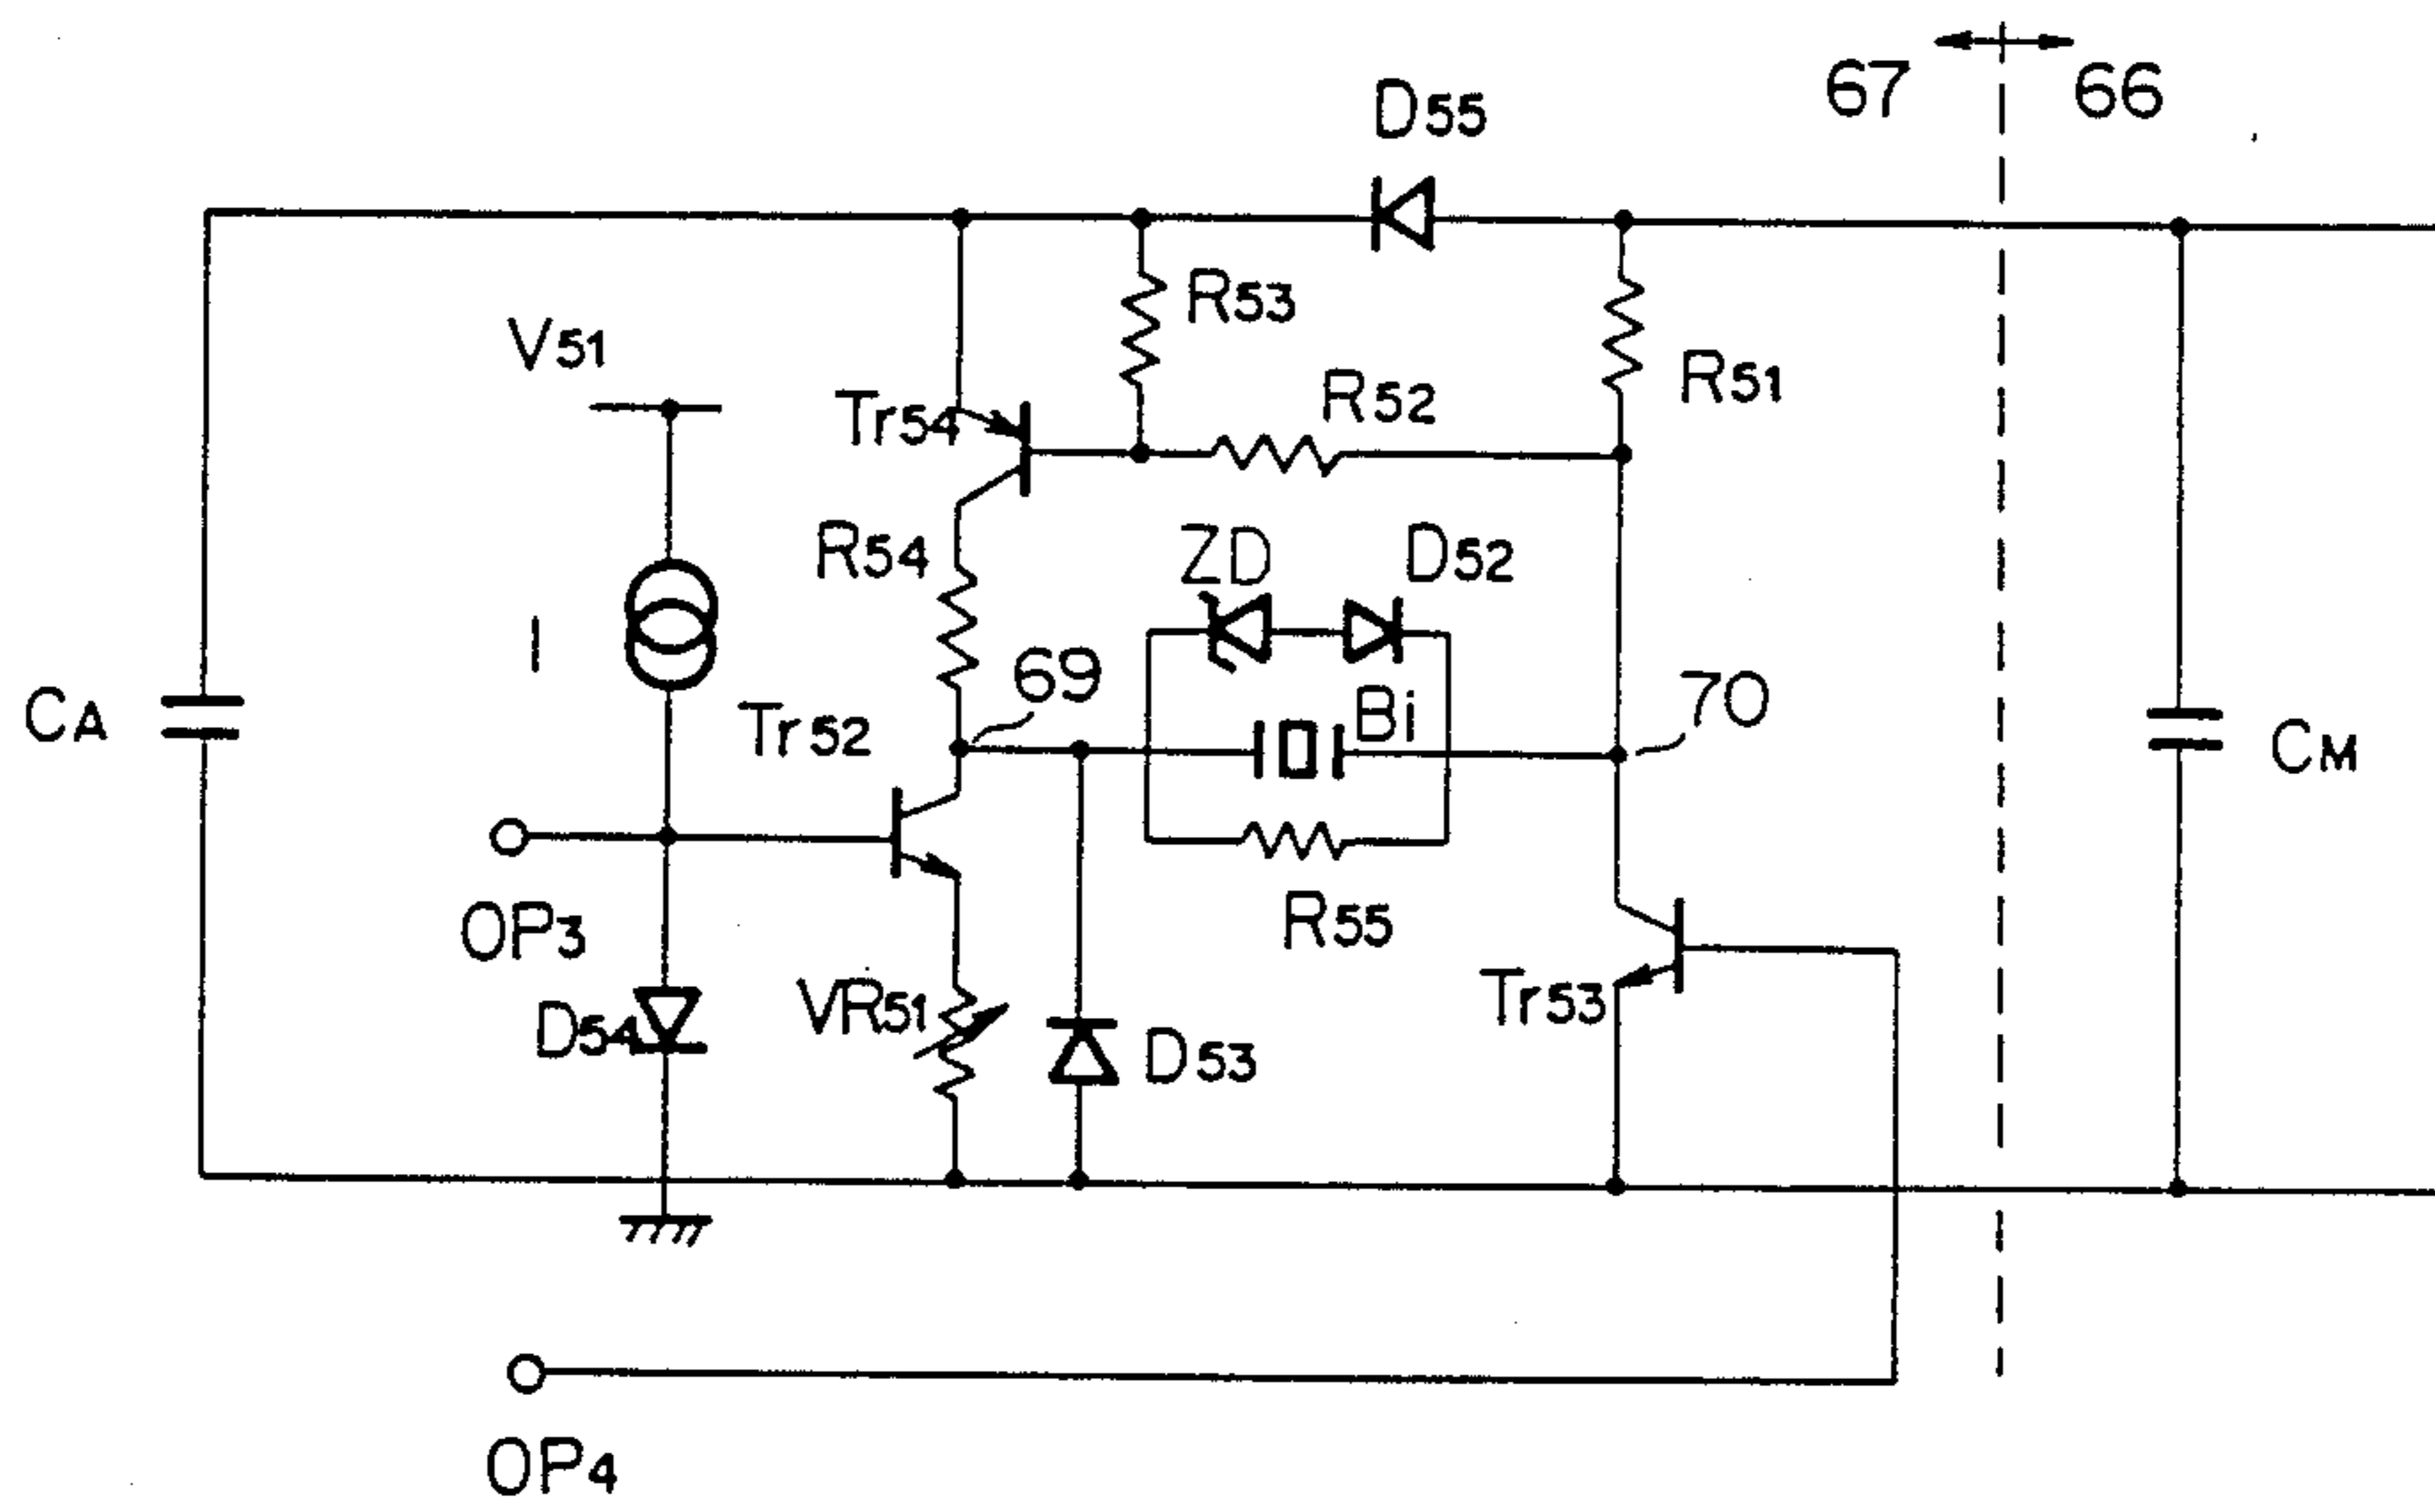 67
66
D55
R53
V51
R51
Tr54
R52
R54
ZD
D52
I
69
Bi
70
CA
Tr52
CM
OP3
R55
Tr53
VR51
D54
D53
OP4